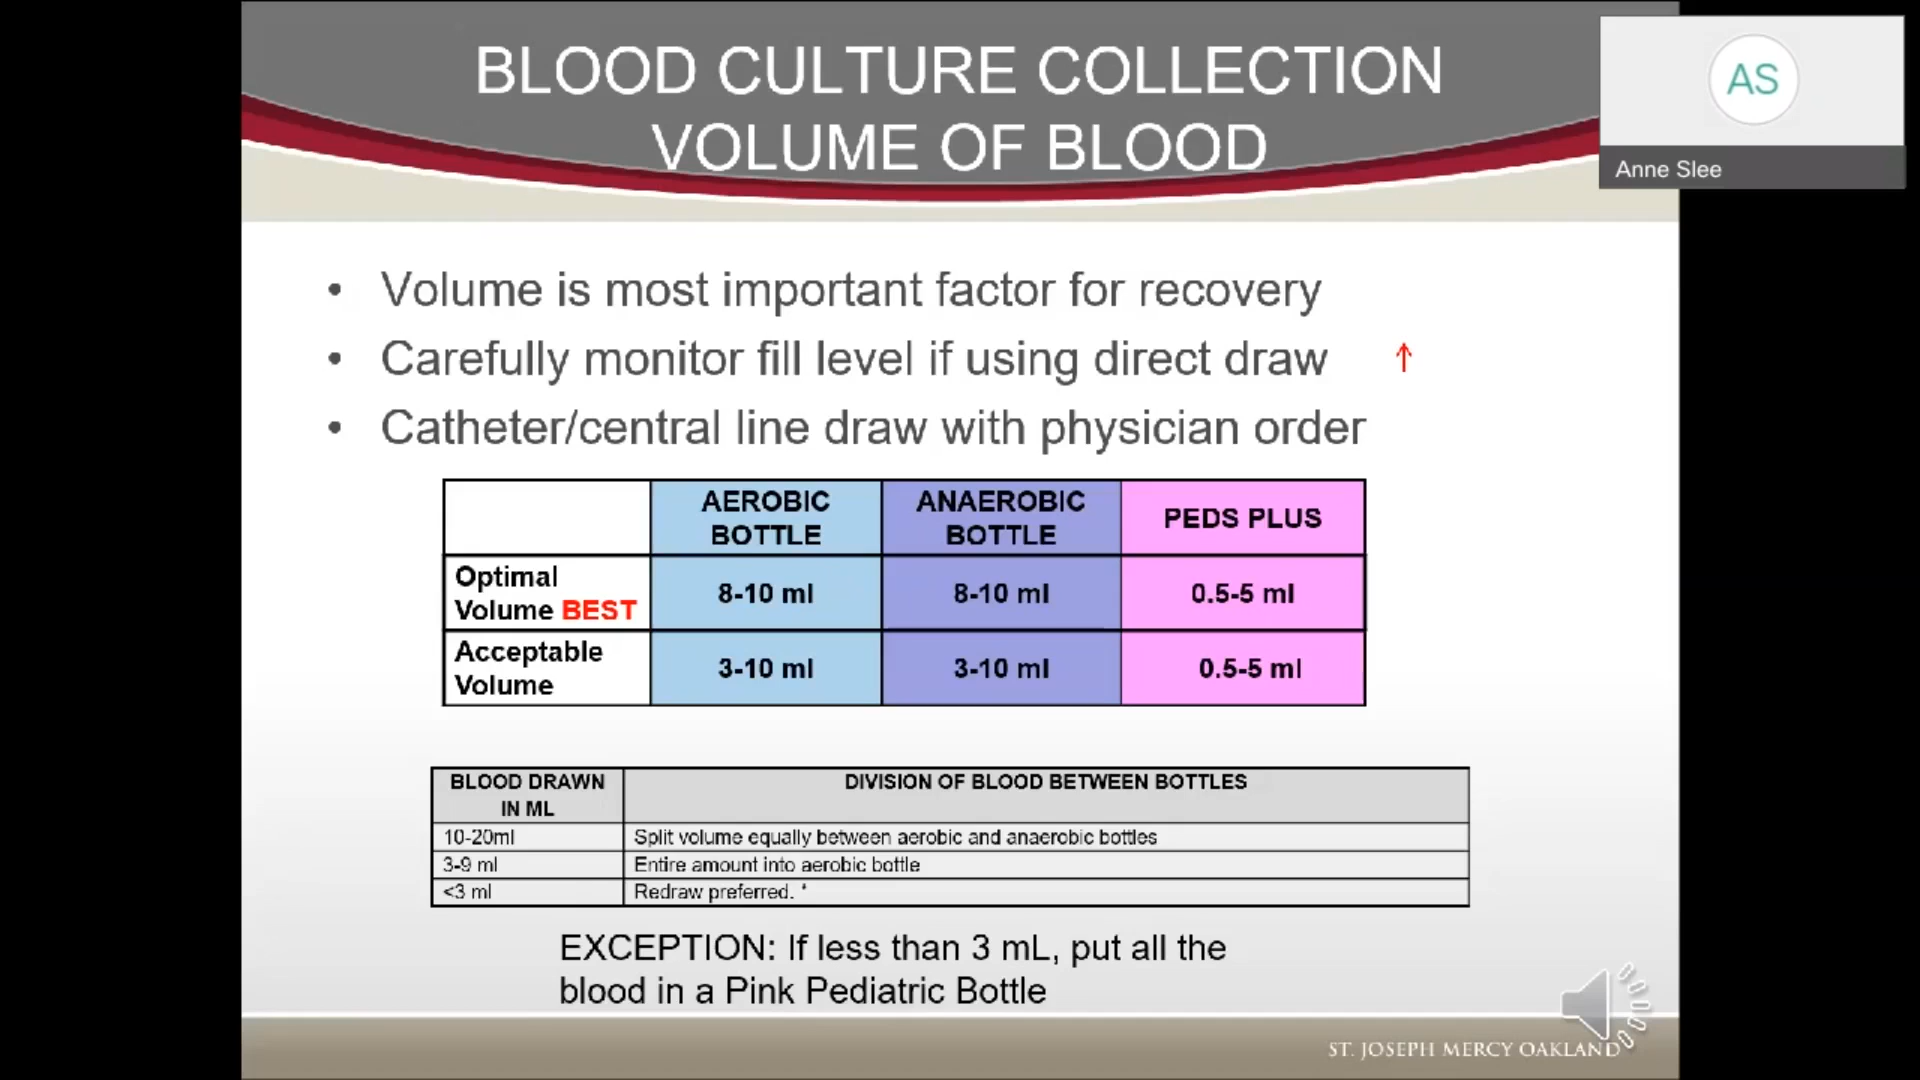 BLOOD CULTURE COLLECTION
VOLUME OF BLOOD
AS
Anne Slee
• Volume is most important factor for recovery
• Carefully monitor fill level if using direct draw ↑
• Catheter/central line draw with physician order
AEROBIC BOTTLE ANAEROBIC BOTTLE PEDS PLUS
Optimal Volume BEST 8-10 ml 8-10 ml 0.5-5 ml
Acceptable Volume 3-10 ml 3-10 ml 0.5-5 ml
BLOOD DRAWN IN ML DIVISION OF BLOOD BETWEEN BOTTLES
10-20ml Split volume equally between aerobic and anaerobic bottles
3-9 ml Entire amount into aerobic bottle
<3 ml Redraw preferred. *
EXCEPTION: If less than 3 mL, put all the
blood in a Pink Pediatric Bottle
ST. JOSEPH MERCY OAKLAND